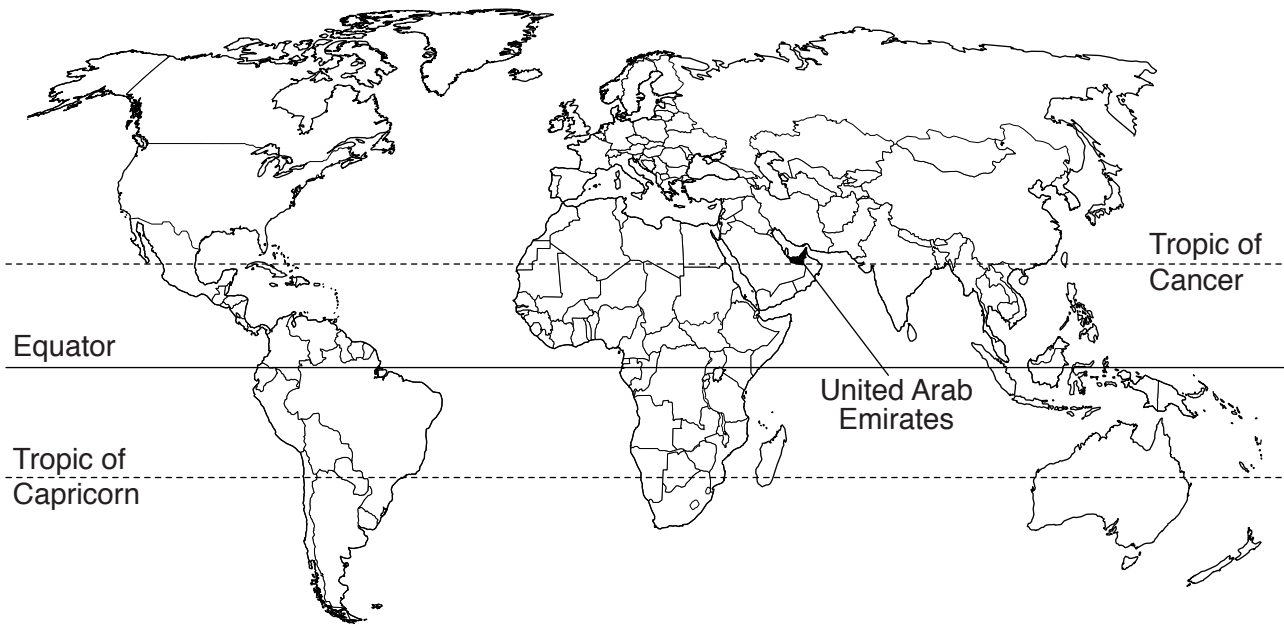 Tropic of
Cancer
Equator
United Arab
Emirates
Tropic of
Capricorn